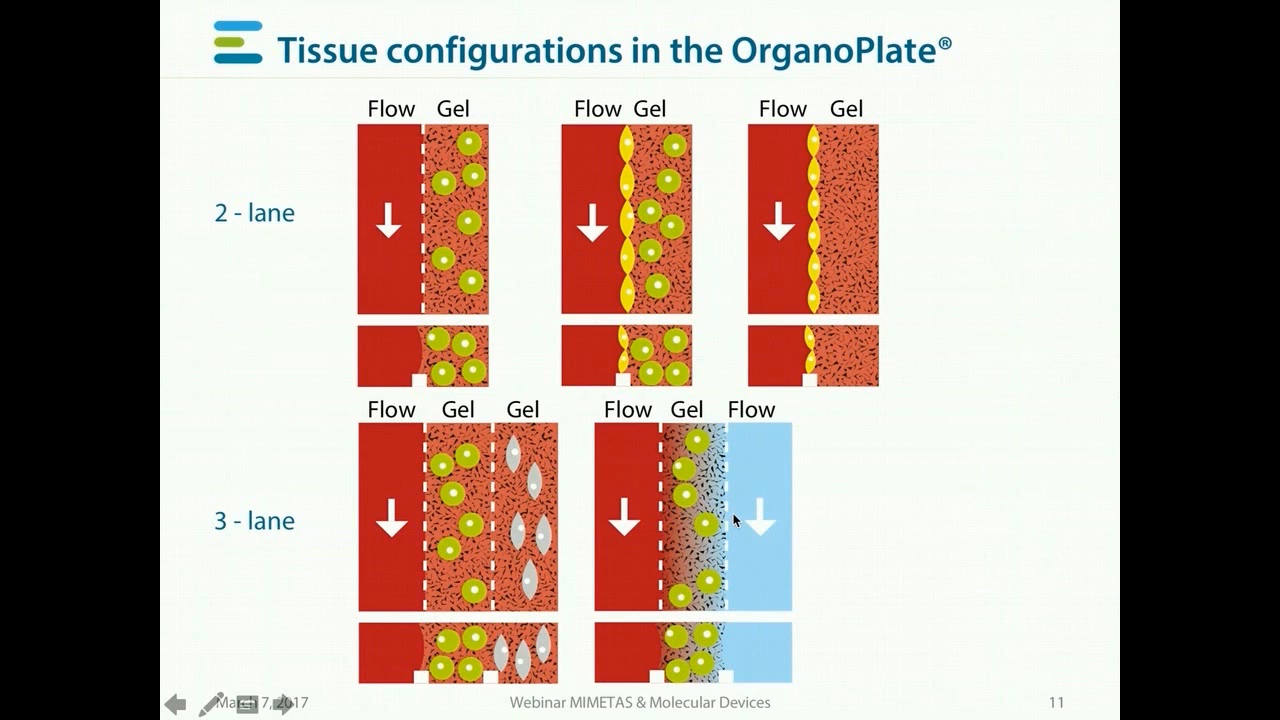 Tissue configurations in the OrganoPlate®
Flow Gel
Flow Gel
Flow Gel
2 - lane
Flow Gel Gel
Flow Gel Flow
3 - lane
March 7, 2017
Webinar MIMETAS & Molecular Devices
11